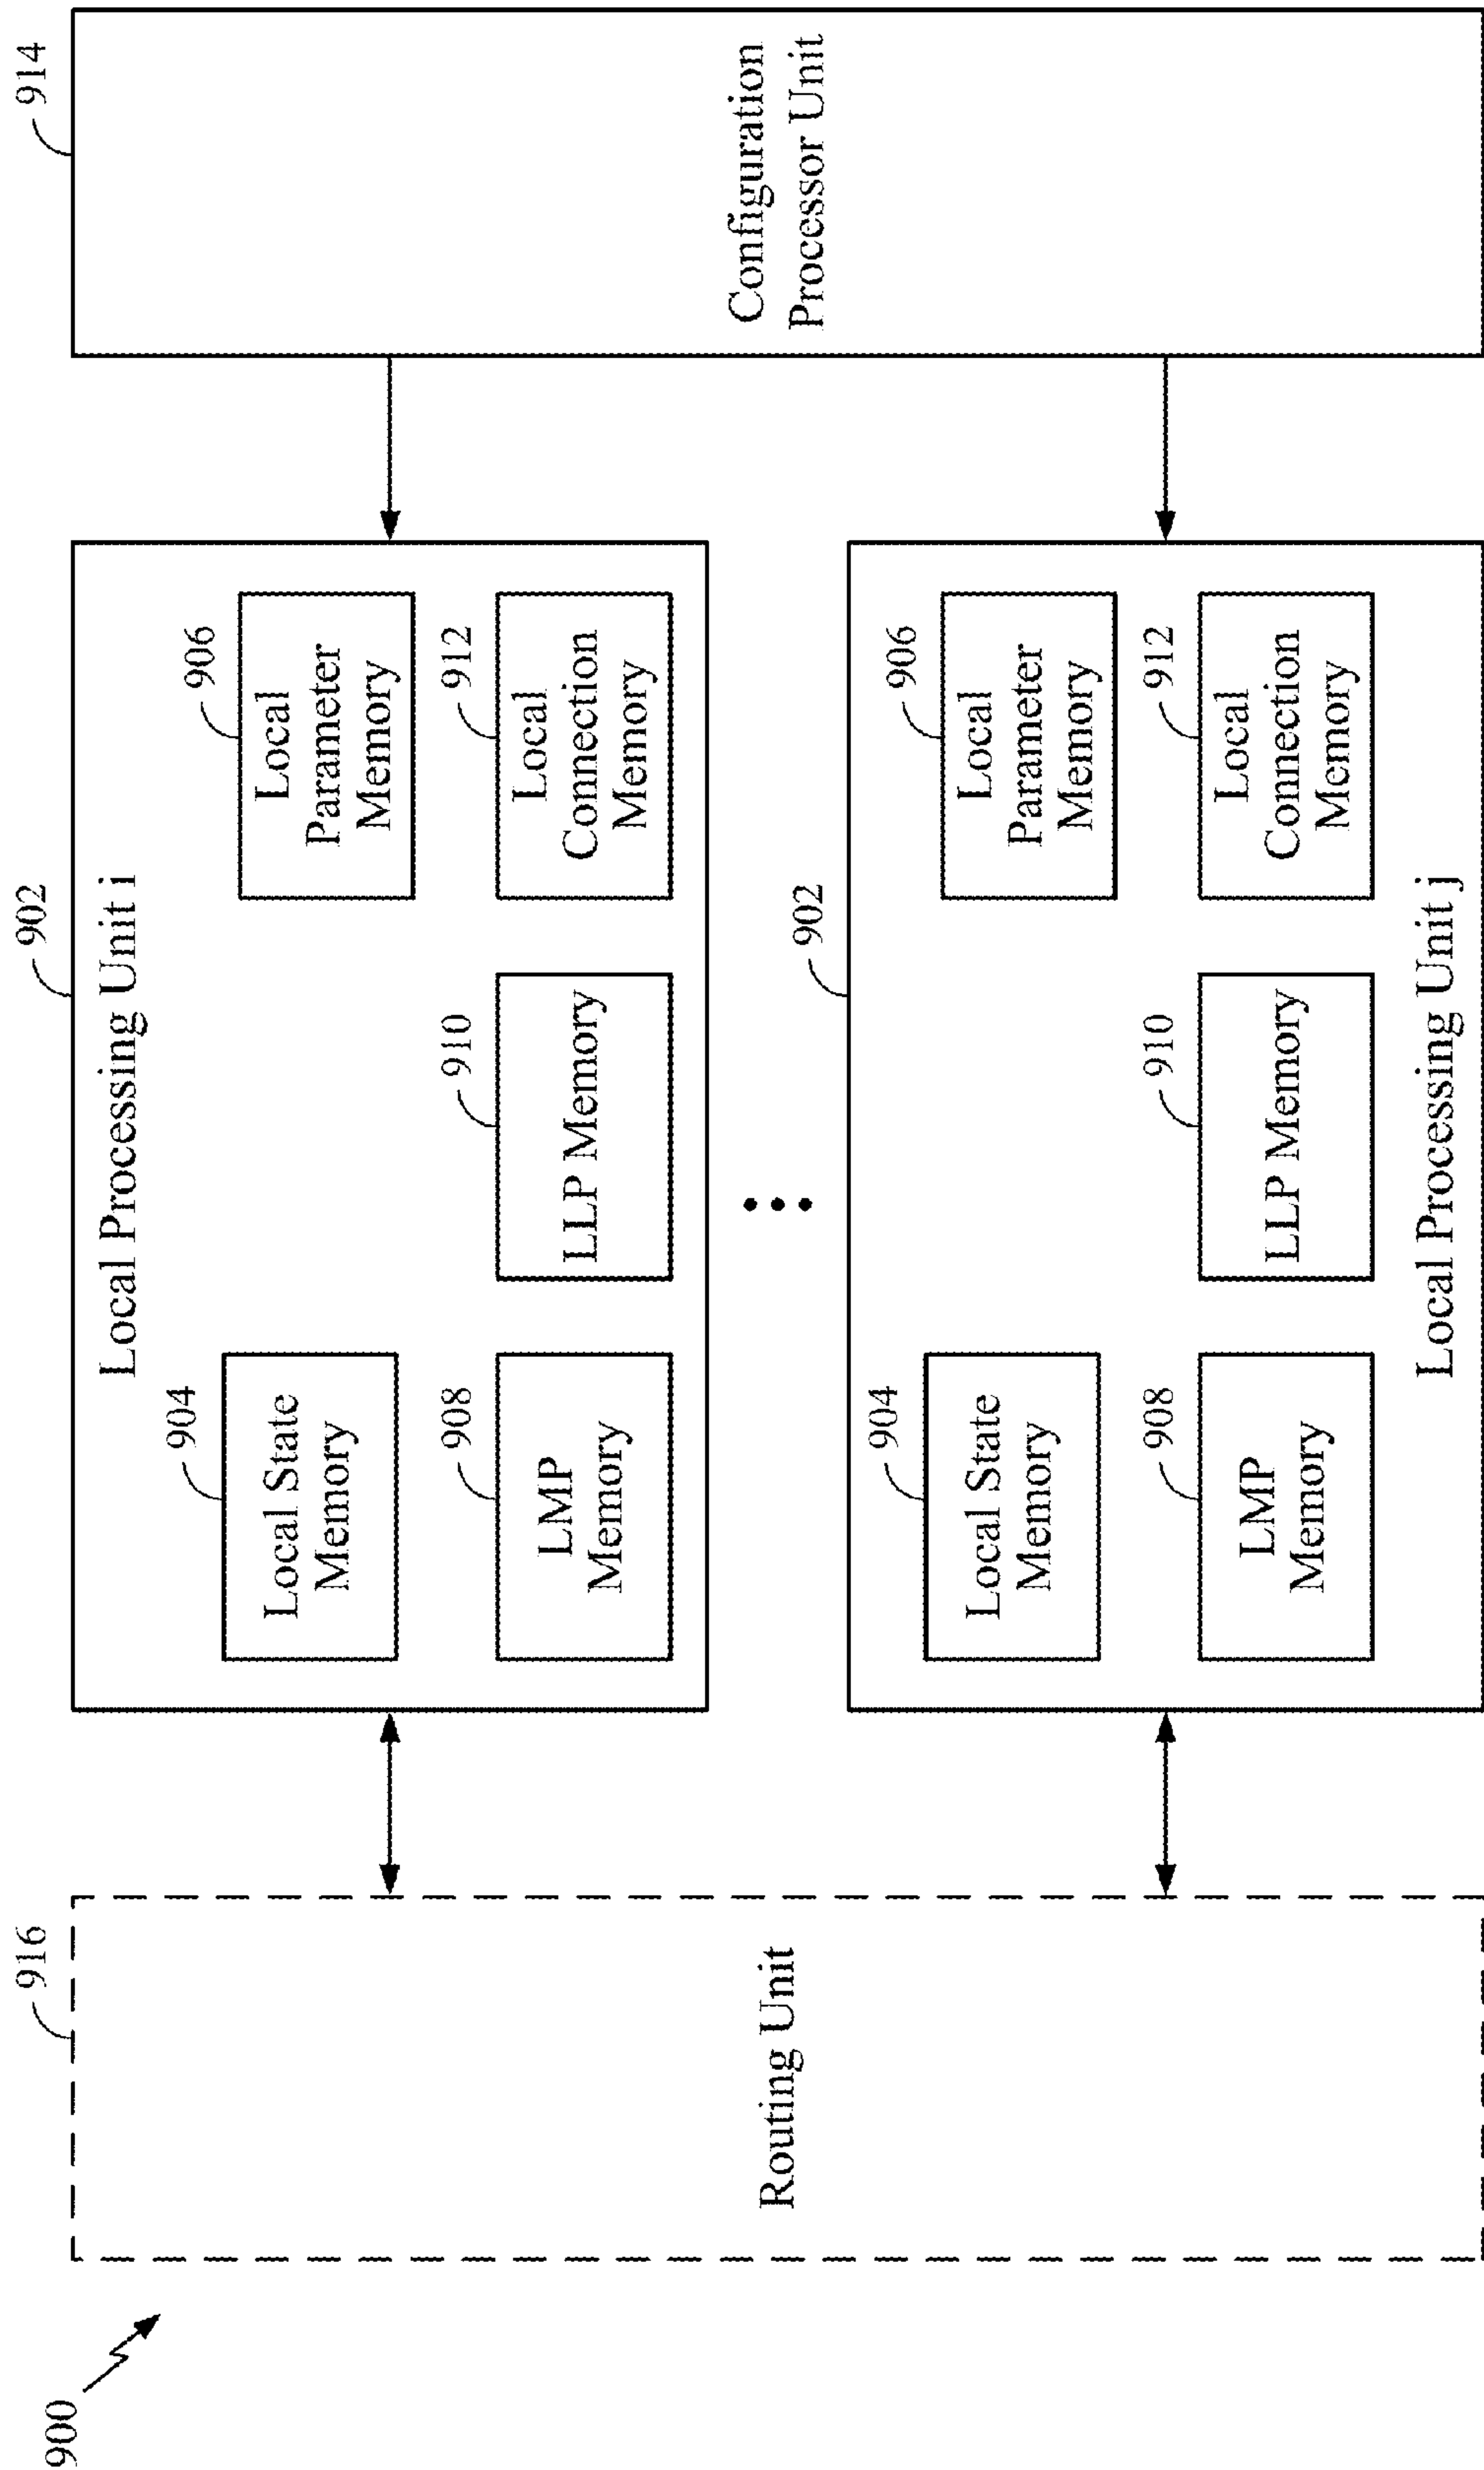 900
916
Routing Unit
902
Local Processing Unit i
904
Local State
Memory
906
Local
Parameter
Memory
908
LMP
Memory
910
LLP Memory
912
Local
Connection
Memory
902
904
Local State
Memory
906
Local
Parameter
Memory
908
LMP
Memory
910
LLP Memory
912
Local
Connection
Memory
Local Processing Unit j
914
Configuration
Processor Unit